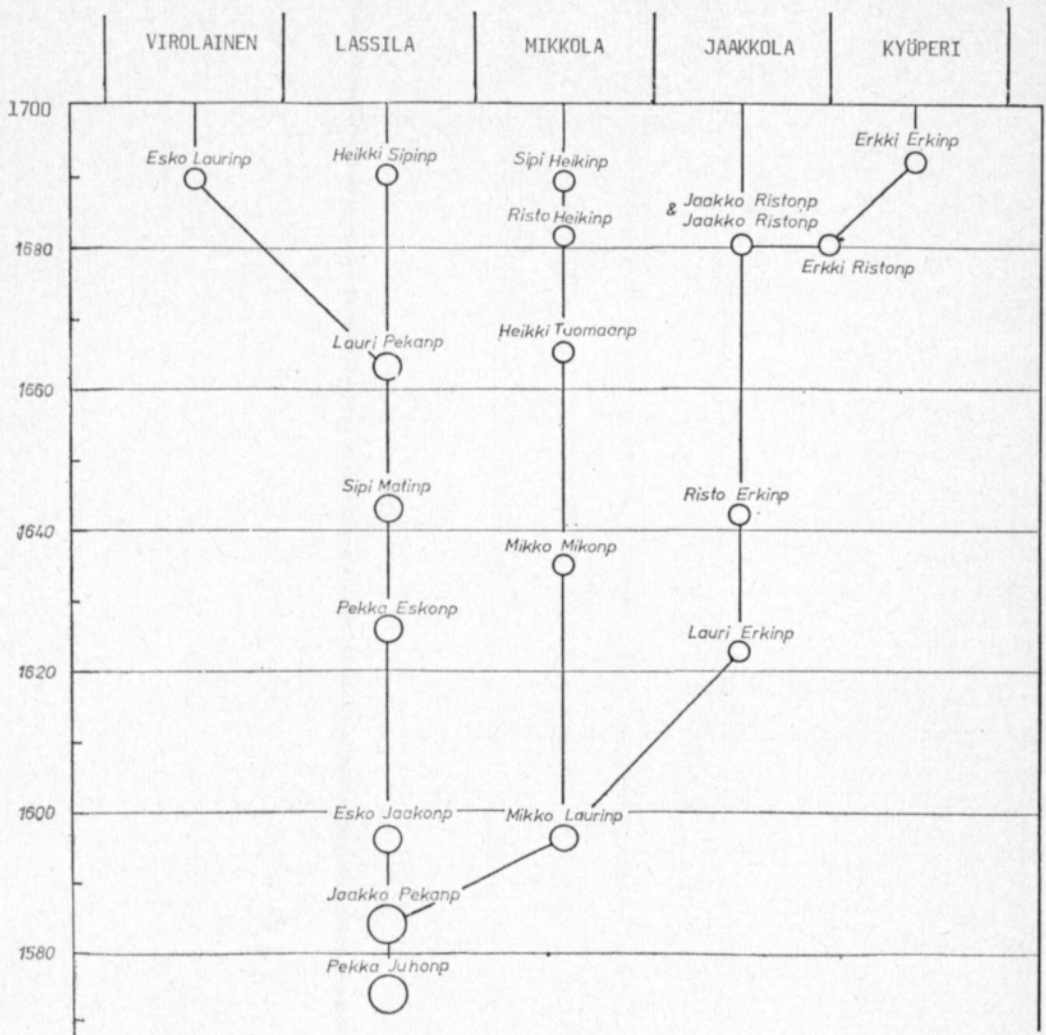 VIROLAINEN LASSILA MIKKOLA JAAKKOLA KYÖPERI
1700
Erkki Erkinp
Esko Laurinp Heikki Sipinp Sipi Heikinp
Jaakko Ristonp
Risto Heikinp & Jaakko Ristonp
1680
Erkki Ristonp
Heikki Tuomaanp
Lauri Pekanp
1660
Sipi Matinp Risto Erkinp
1640
Mikko Mikonp
Pekka Eskonp
Lauri Erkinp
1620
1600
Esko Jaakonp Mikko Laurinp
Jaakko Pekanp
1580
Pekka Juhonp